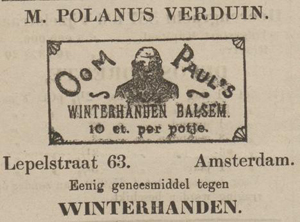 M. POLANUS VERDUIN.
OOM PAUL'S
WINTERHANDEN BALSEM.
10 ct. per potje.
Lepelstraat 63. Amsterdam.
Eenig geneesmiddel tegen
WINTERHANDEN.